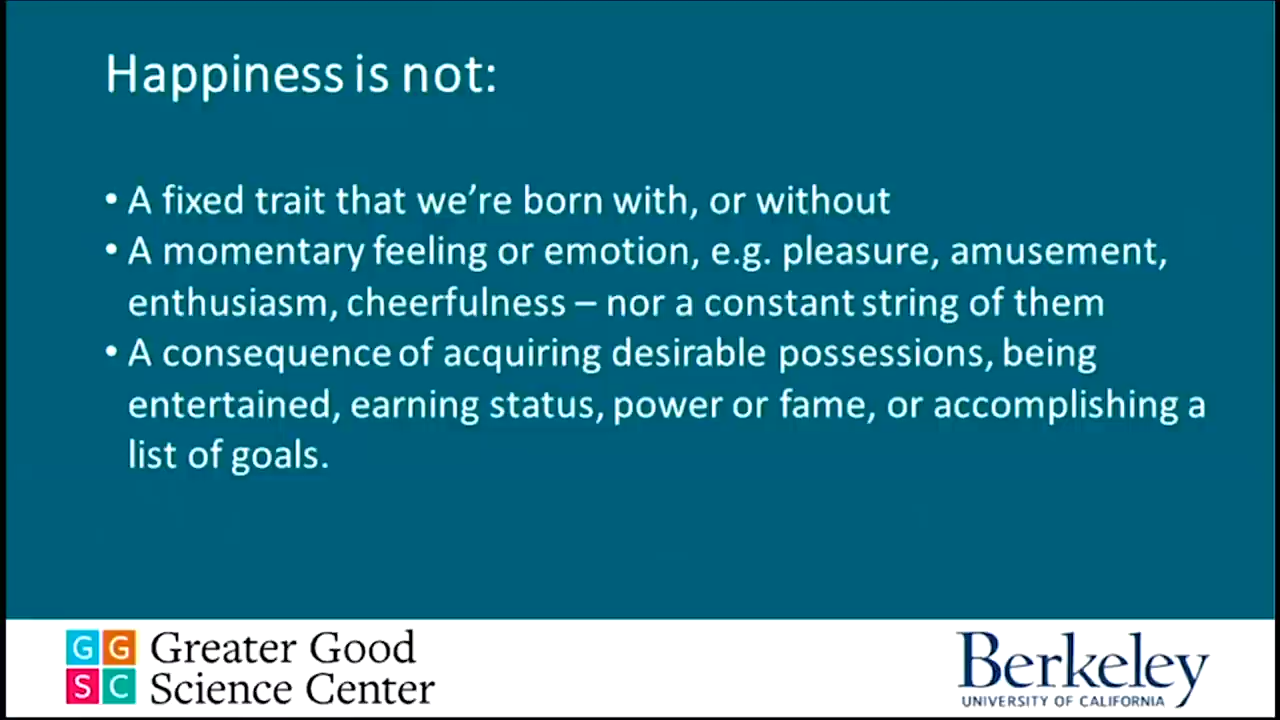 Happiness is not:
• A fixed trait that we're born with, or without
• A momentary feeling or emotion, e.g. pleasure, amusement,
enthusiasm, cheerfulness – nor a constant string of them
• A consequence of acquiring desirable possessions, being
entertained, earning status, power or fame, or accomplishing a
list of goals.
G G
S C
Greater Good
Science Center
Berkeley
UNIVERSITY OF CALIFORNIA